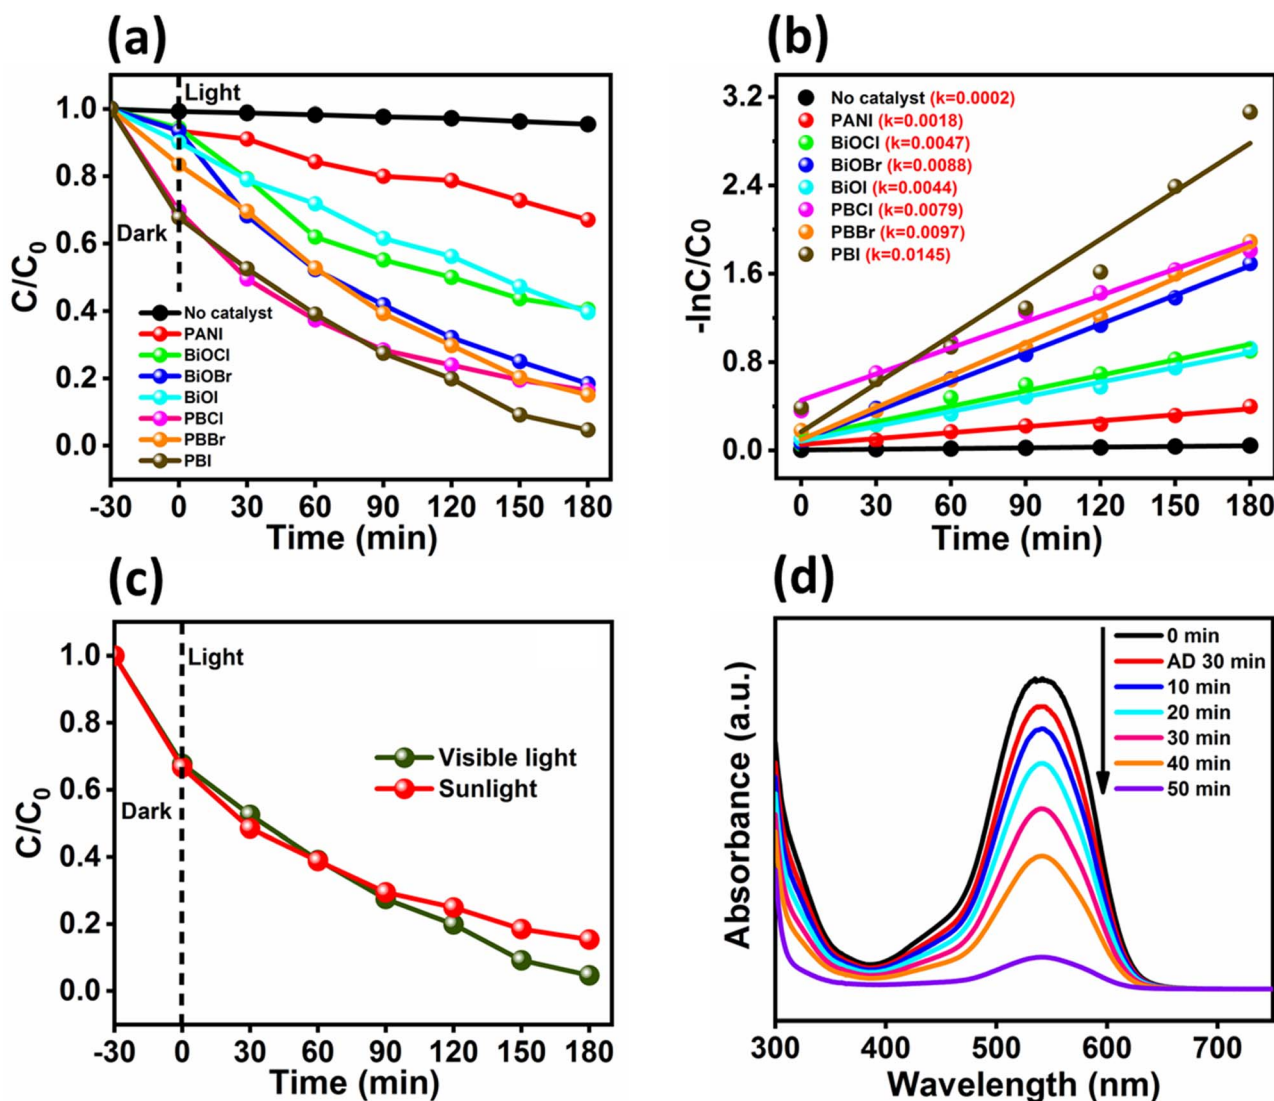 (a)
Light
Dark
No catalyst
PANI
BiOCl
BiOBr
BiOI
PBCl
PBBr
PBI
C/C0
1.0
0.8
0.6
0.4
0.2
0.0
-30 0 30 60 90 120 150 180
Time (min)
(b)
No catalyst (k=0.0002)
PANI (k=0.0018)
BiOCl (k=0.0047)
BiOBr (k=0.0088)
BiOI (k=0.0044)
PBCl (k=0.0079)
PBBr (k=0.0097)
PBI (k=0.0145)
-lnC/C0
3.2
2.4
1.6
0.8
0.0
0 30 60 90 120 150 180
Time (min)
(c)
Light
Dark
Visible light
Sunlight
C/C0
1.0
0.8
0.6
0.4
0.2
0.0
-30 0 30 60 90 120 150 180
Time (min)
(d)
0 min
AD 30 min
10 min
20 min
30 min
40 min
50 min
Absorbance (a.u.)
300 400 500 600 700
Wavelength (nm)